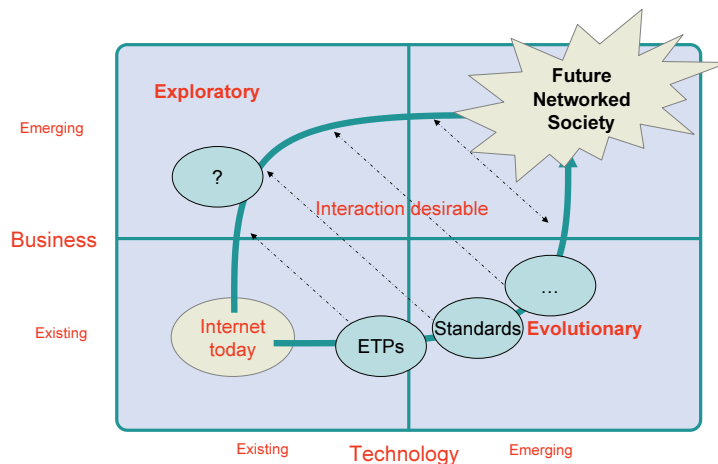 Future
Networked
Society
Exploratory
Emerging
?
Interaction desirable
Business
...
Existing
Internet
today
ETPs
Standards
Evolutionary
Existing
Technology
Emerging